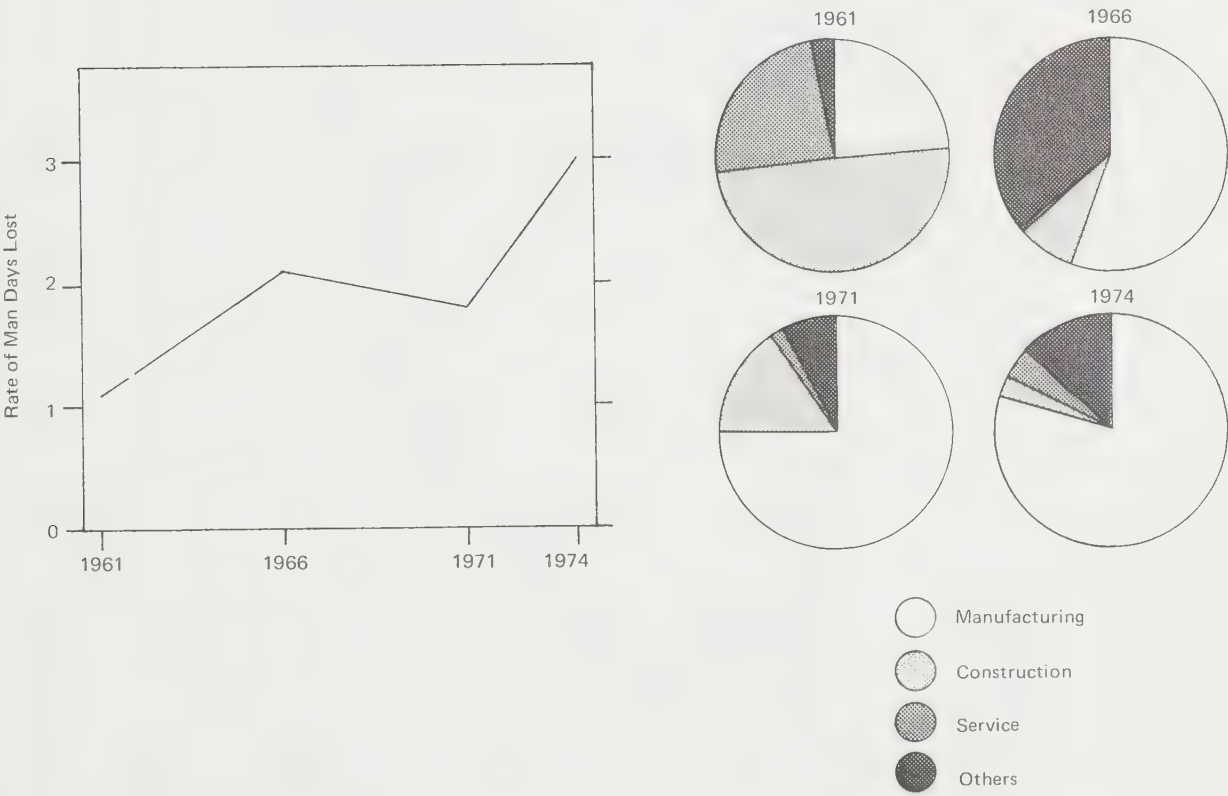 Rate of Man Days Lost
3
2
1
0
1961
1966
1971
1974
1961
1966
1971
1974
Manufacturing
Construction
Service
Others